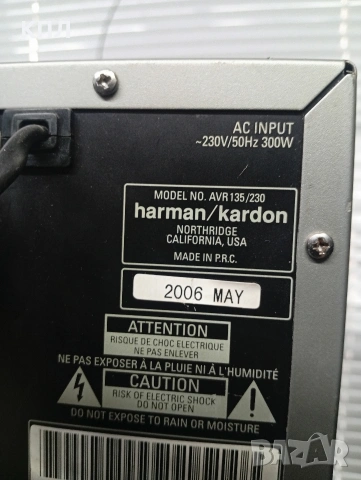 AC INPUT
~230V/50Hz 300W
MODEL NO. AVR135/230
harman/kardon
NORTHRIDGE
CALIFORNIA, USA
MADE IN P.R.C.
2006 MAY
ATTENTION
RISQUE DE CHOC ELECTRIQUE
NE PAS ENLEVER
NE PAS EXPOSER À LA PLUIE NI À L'HUMIDITÉ
CAUTION
RISK OF ELECTRIC SHOCK
DO NOT OPEN
DO NOT EXPOSE TO RAIN OR MOISTURE
BAZAR